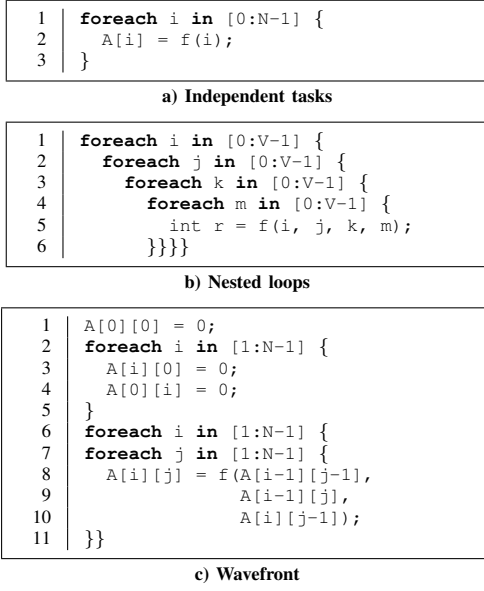 1 foreach i in [0:N-1] {
2   A[i] = f(i);
3 }
a) Independent tasks
1 foreach i in [0:V-1] {
2   foreach j in [0:V-1] {
3     foreach k in [0:V-1] {
4       foreach m in [0:V-1] {
5         int r = f(i, j, k, m);
6       }}}}
b) Nested loops
1 A[0][0] = 0;
2 foreach i in [1:N-1] {
3   A[i][0] = 0;
4   A[0][i] = 0;
5 }
6 foreach i in [1:N-1] {
7 foreach j in [1:N-1] {
8   A[i][j] = f(A[i-1][j-1],
9               A[i-1][j],
10               A[i][j-1]);
11 }}
c) Wavefront